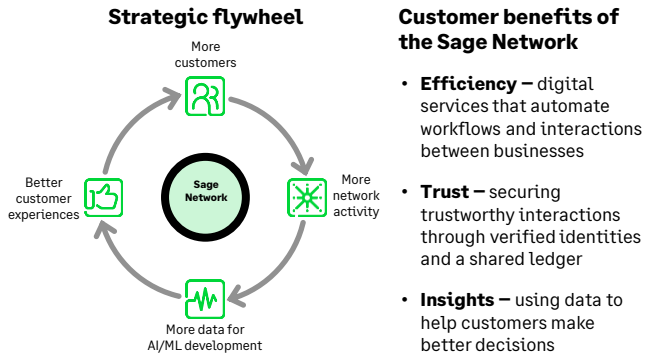 Strategic flywheel
More
customers
Better
customer
experiences
Sage
Network
More
network
activity
More data for
AI/ML development
Customer benefits of
the Sage Network
• Efficiency – digital
services that automate
workflows and interactions
between businesses
• Trust – securing
trustworthy interactions
through verified identities
and a shared ledger
• Insights – using data to
help customers make
better decisions